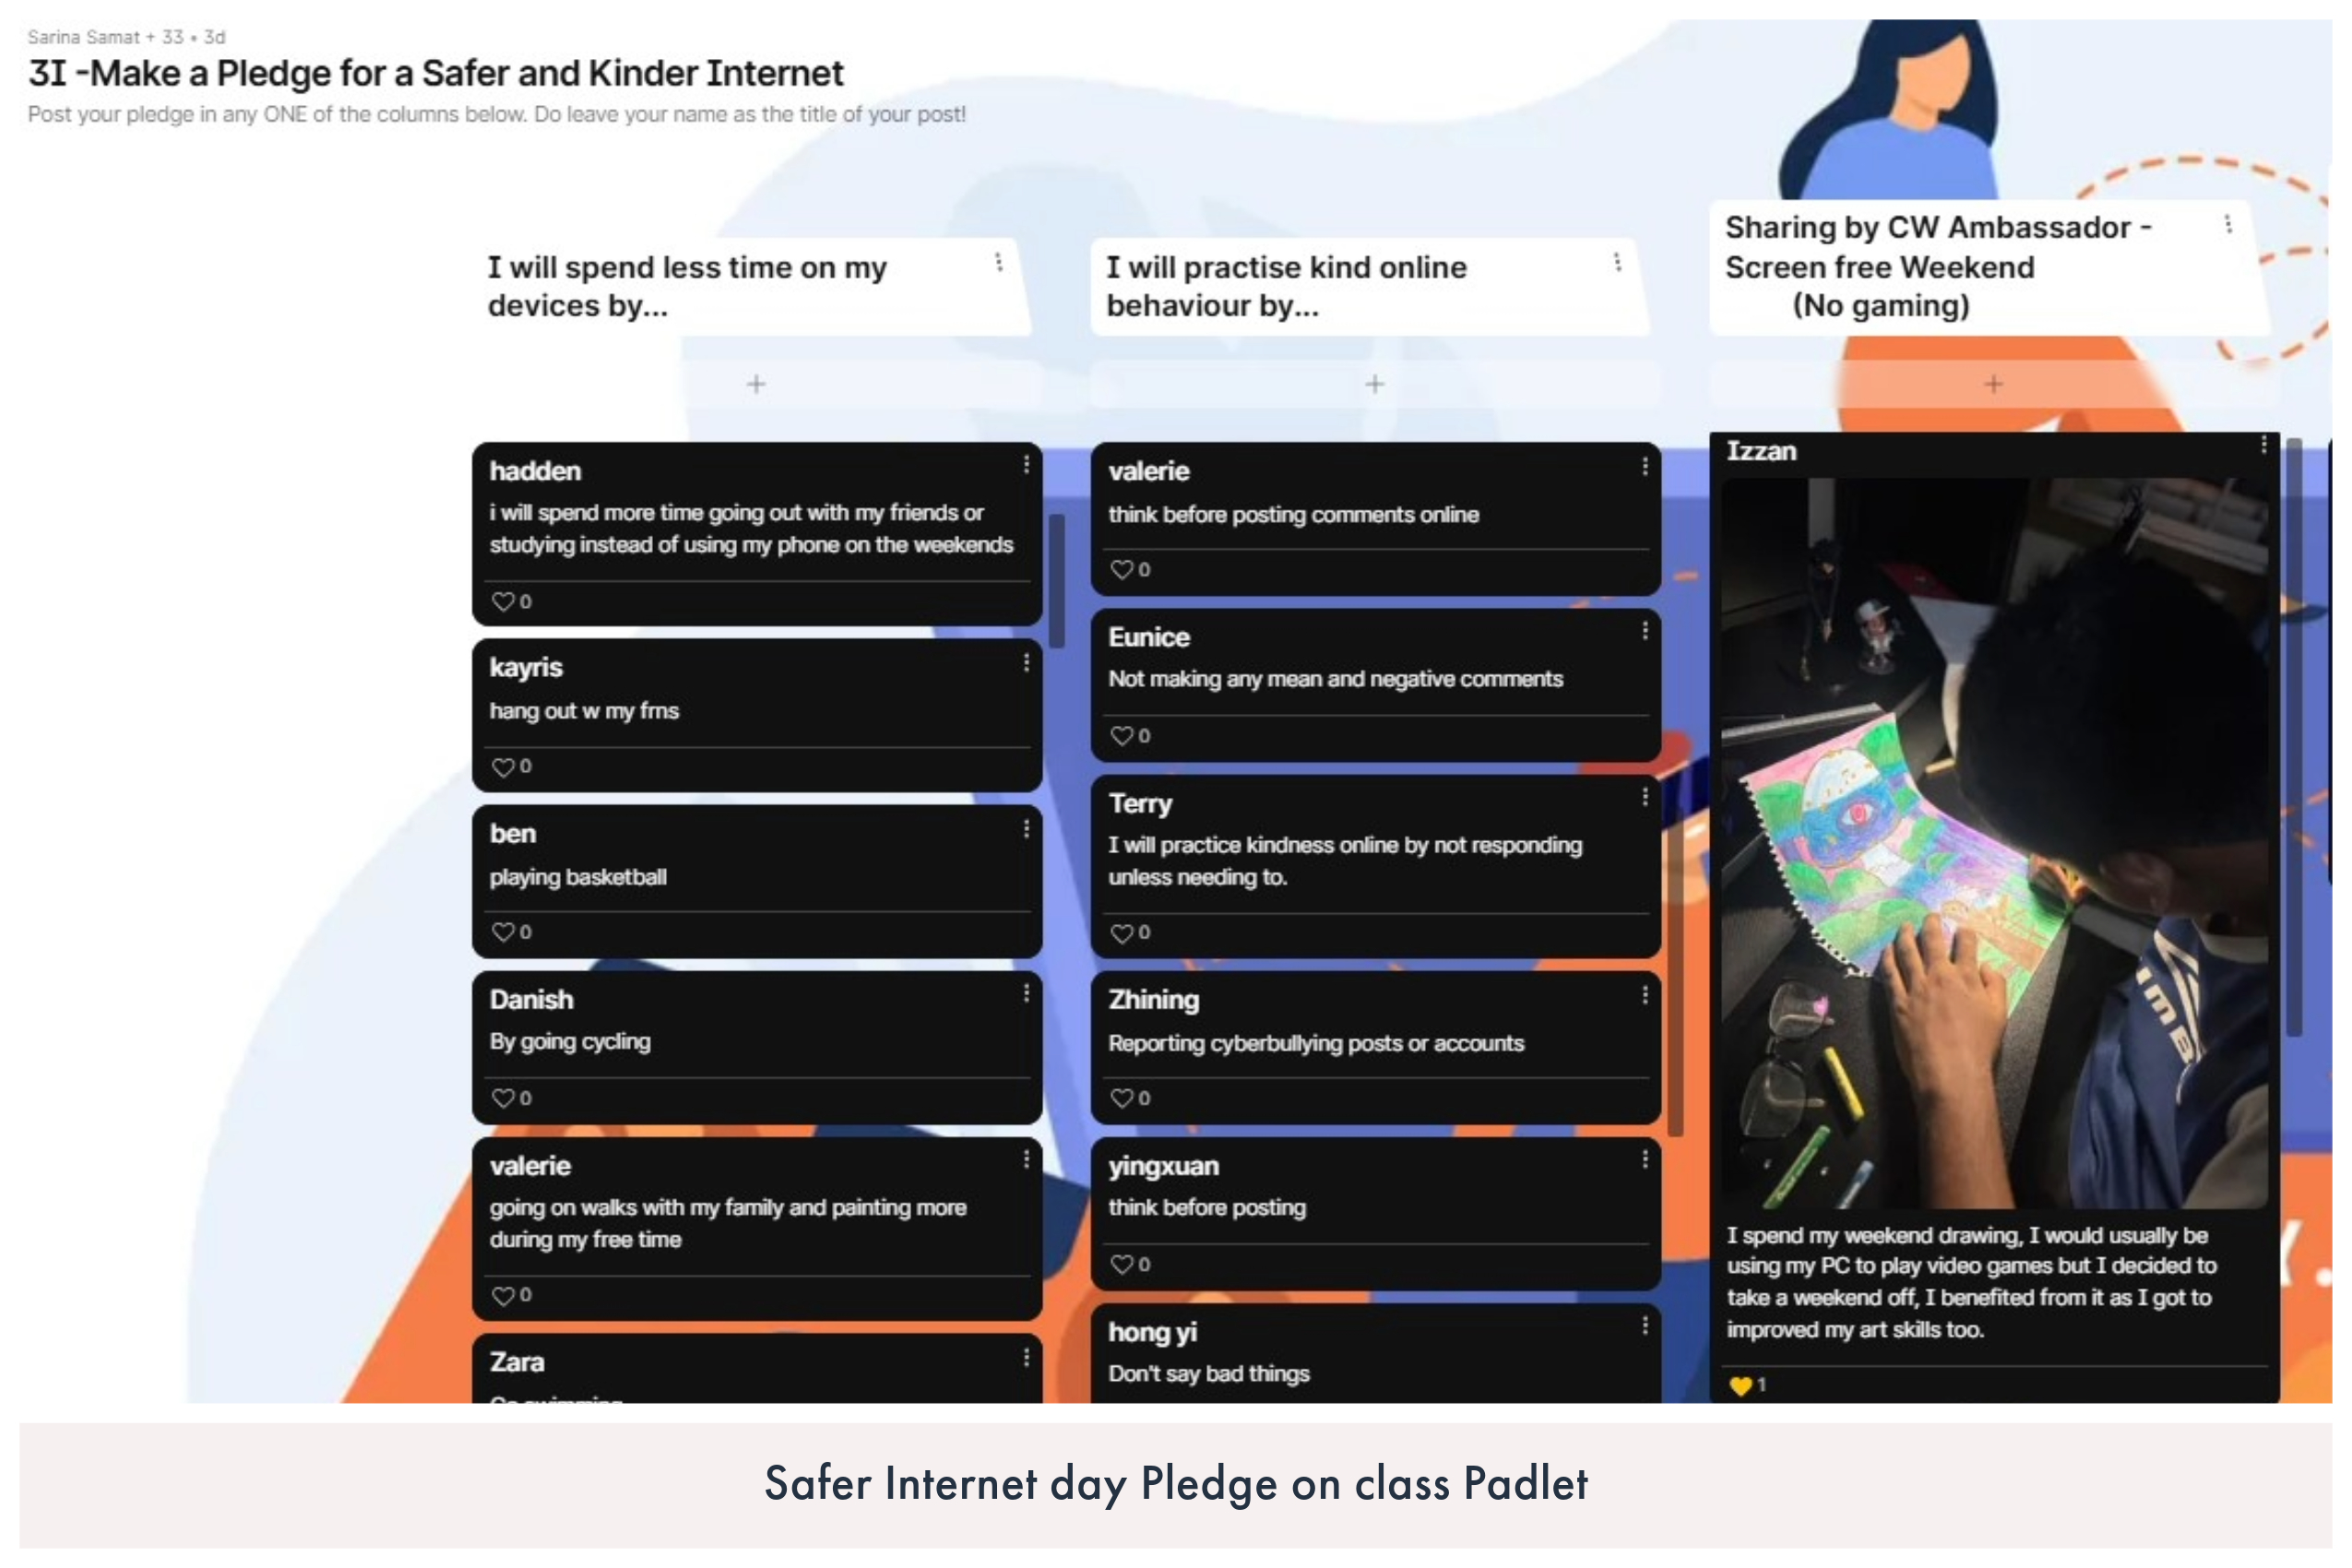 Sarina Samat + 33 • 3d
3I -Make a Pledge for a Safer and Kinder Internet
Post your pledge in any ONE of the columns below. Do leave your name as the title of your post!
I will spend less time on my
devices by...
hadden
i will spend more time going out with my friends or
studying instead of using my phone on the weekends
0
kayris
hang out w my frns
0
ben
playing basketball
0
Danish
By going cycling
0
valerie
going on walks with my family and painting more
during my free time
0
Zara
Go swimming
I will practise kind online
behaviour by...
valerie
think before posting comments online
0
Eunice
Not making any mean and negative comments
0
Terry
I will practice kindness online by not responding
unless needing to.
0
Zhining
Reporting cyberbullying posts or accounts
0
yingxuan
think before posting
0
hong yi
Don't say bad things
Sharing by CW Ambassador -
Screen free Weekend
(No gaming)
Izzan
I spend my weekend drawing, I would usually be
using my PC to play video games but I decided to
take a weekend off, I benefited from it as I got to
improved my art skills too.
1
Safer Internet day Pledge on class Padlet